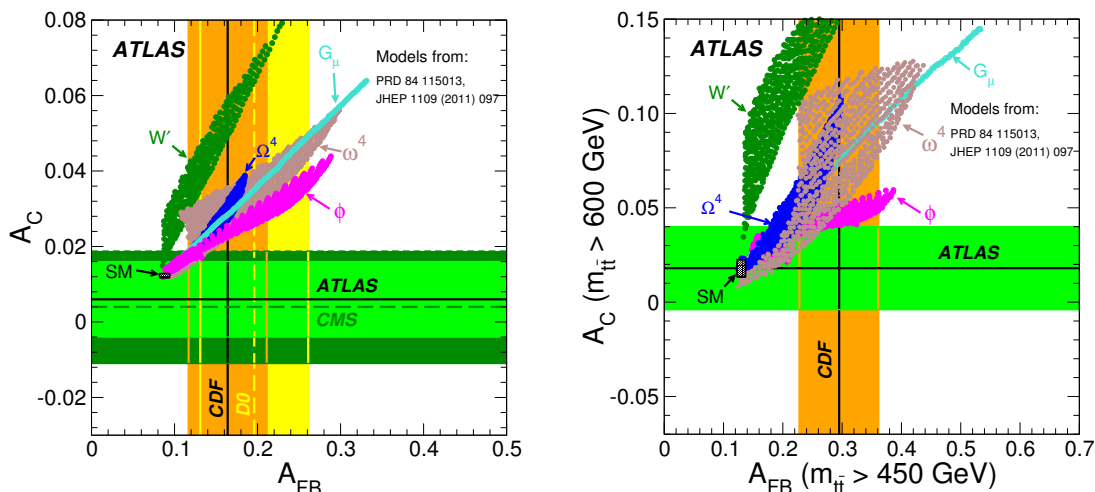 ATLAS
Models from:
PRD 84 115013,
JHEP 1109 (2011) 097
G_μ
W′
Ω^4
ω^4
φ
SM
ATLAS
CMS
CDF
D0
0.08
0.06
0.04
0.02
0
-0.02
A_C
0
0.1
0.2
0.3
0.4
0.5
A_FB
ATLAS
G_μ
W′
Models from:
PRD 84 115013,
JHEP 1109 (2011) 097
ω^4
Ω^4
φ
ATLAS
SM
CDF
0.15
0.10
0.05
0
-0.05
A_C (m_tt̄ > 600 GeV)
0
0.1
0.2
0.3
0.4
0.5
0.6
0.7
A_FB (m_tt̄ > 450 GeV)